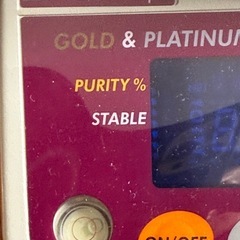 GOLD & PLATINUM
PURITY %
STABLE
ON/OFF